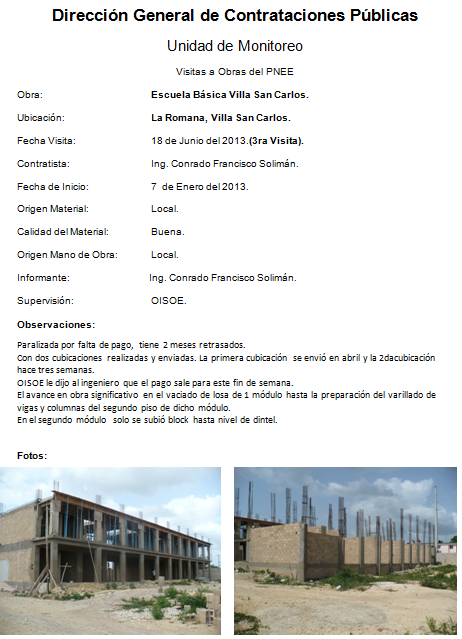 Dirección General de Contrataciones Públicas
Unidad de Monitoreo
Visitas a Obras del PNEE
Obra: Escuela Básica Villa San Carlos.
Ubicación: La Romana, Villa San Carlos.
Fecha Visita: 18 de Junio del 2013.(3ra Visita).
Contratista: Ing. Conrado Francisco Solimán.
Fecha de Inicio: 7 de Enero del 2013.
Origen Material: Local.
Calidad del Material: Buena.
Origen Mano de Obra: Local.
Informante: Ing. Conrado Francisco Solimán.
Supervisión: OISOE.
Observaciones:
Paralizada por falta de pago, tiene 2 meses retrasados.
Con dos cubicaciones realizadas y enviadas. La primera cubicación se envió en abril y la 2dacubicación
hace tres semanas.
OISOE le dijo al ingeniero que el pago sale para este fin de semana.
El avance en obra significativo en el vaciado de losa de 1 módulo hasta la preparación del varillado de
vigas y columnas del segundo piso de dicho módulo.
En el segundo módulo solo se subió block hasta nivel de dintel.
Fotos: